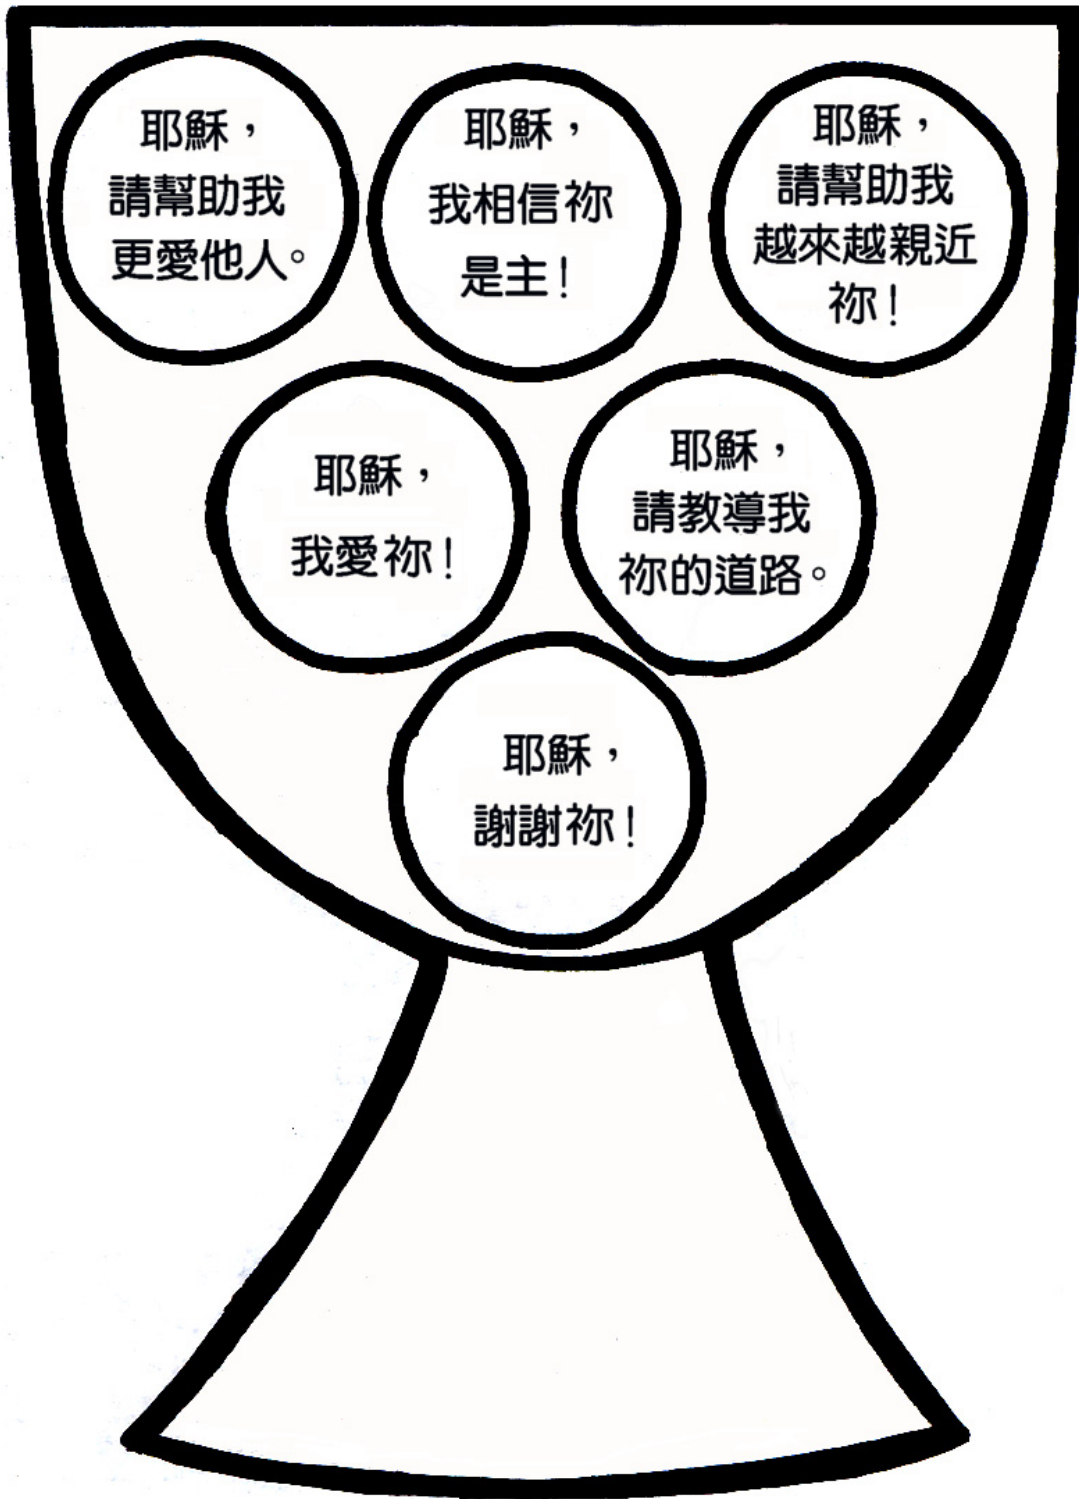 耶穌，
請幫助我
更愛他人。
耶穌，
我相信祢
是主！
耶穌，
請幫助我
越來越親近
祢！
耶穌，
我愛祢！
耶穌，
請教導我
祢的道路。
耶穌，
謝謝祢！